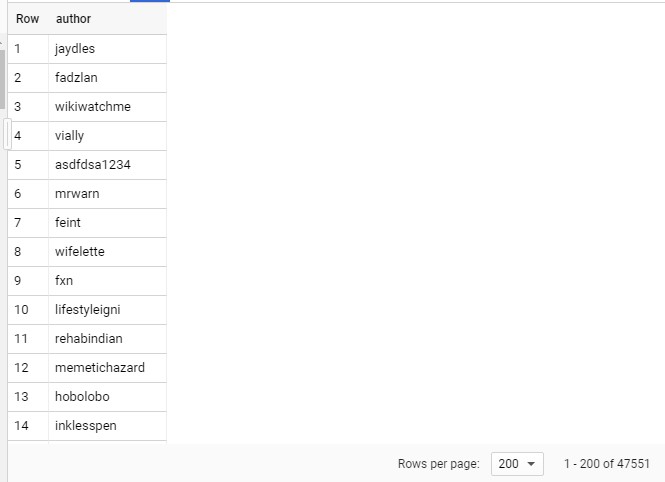 Row author
1 jaydles
2 fadzlan
3 wikiwatchme
4 vially
5 asdfdsa1234
6 mrwarn
7 feint
8 wifelette
9 fxn
10 lifestyleigni
11 rehabindian
12 memetichazard
13 hobolobo
14 inklesspen
Rows per page: 200 1 - 200 of 47551